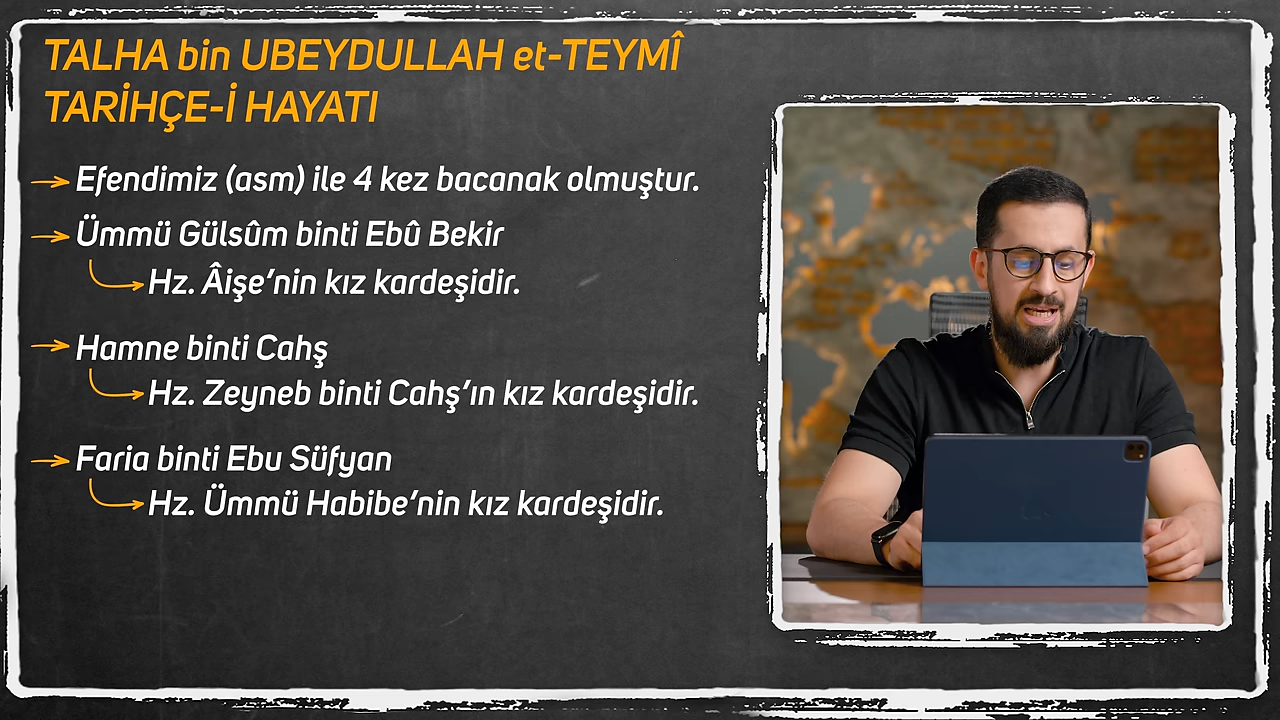 TALHA bin UBEYDULLAH et-TEYMÎ
TARİHÇE-İ HAYATI
Efendimiz (asm) ile 4 kez bacanak olmuştur.
Ümmü Gülsûm binti Ebû Bekir
Hz. Âişe'nin kız kardeşidir.
Hamne binti Cahş
Hz. Zeyneb binti Cahş'ın kız kardeşidir.
Faria binti Ebu Süfyan
Hz. Ümmü Habibe'nin kız kardeşidir.